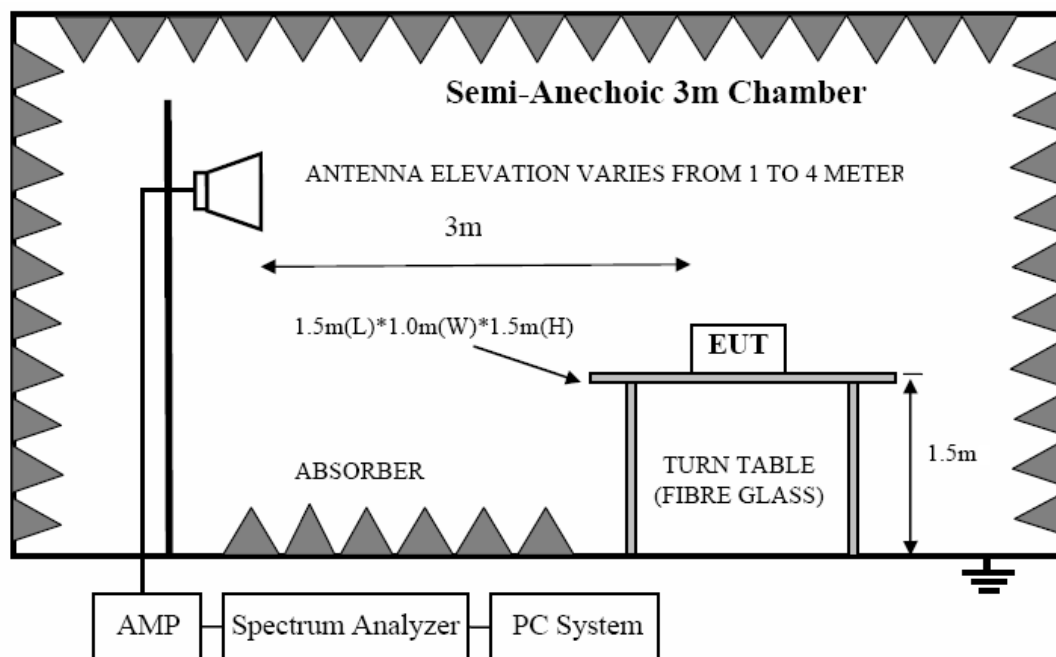 Semi-Anechoic 3m Chamber
ANTENNA ELEVATION VARIES FROM 1 TO 4 METER
3m
1.5m(L)*1.0m(W)*1.5m(H)
EUT
1.5m
ABSORBER
TURN TABLE
(FIBRE GLASS)
AMP
Spectrum Analyzer
PC System